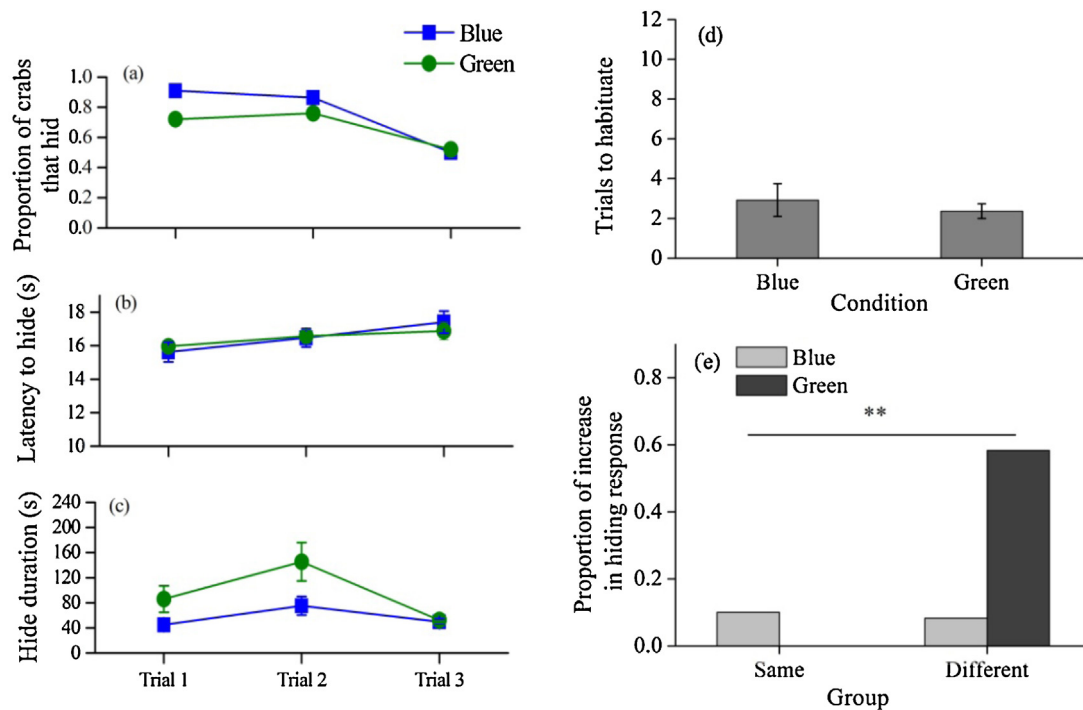 Blue
Green
(a)
Proportion of crabs
that hid
1.0
0.8
0.6
0.4
0.2
0.0
(b)
Latency to hide (s)
18
16
14
12
10
(c)
Hide duration (s)
240
200
160
120
80
40
0
Trial 1 Trial 2 Trial 3
(d)
Trials to habituate
12
10
8
6
4
2
0
Blue Green
Condition
(e)
Blue
Green
**
Proportion of increase
in hiding response
0.8
0.6
0.4
0.2
0.0
Same Different
Group